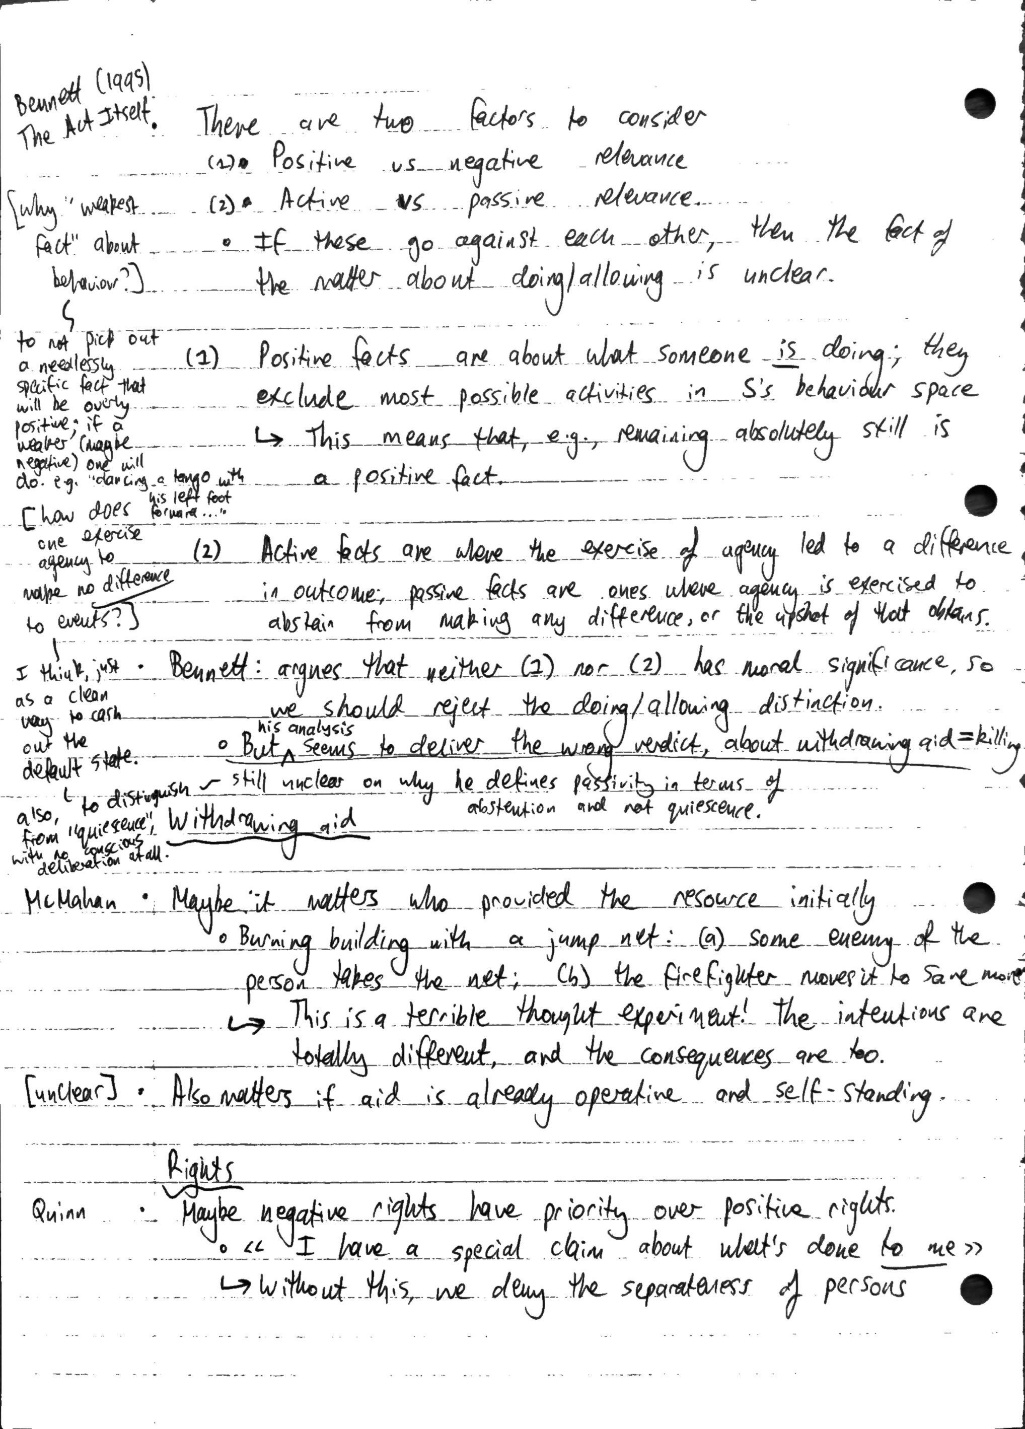 Bennett (1995)
The Act Itself.
There are two factors to consider
(1) • Positive vs negative relevance
(2) • Active vs passive relevance.
∘ If these go against each other, then the fact of
the matter about doing/allowing is unclear.
[why "weakest
fact" about
behaviour?]
to not pick out
a needlessly
specific fact that
will be overly
positive; if a
weaker (maybe
negative) one will
do. e.g. "dancing a tango with
his left foot
forward..."
(1) Positive facts are about what someone is doing; they
exclude most possible activities in S's behaviour space
↳ This means that, e.g., remaining absolutely still is
a positive fact.
[how does
one exercise
agency to
make no difference
to events?]
I think, just
as a clean
way to cash
out the
default state.
↳ to distinguish
also,
from "quiescence",
with no conscious
deliberation at all.
(2) Active facts are where the exercise of agency led to a difference
in outcome; passive facts are ones where agency is exercised to
abstain from making any difference, or the upshot of that obtains.
• Bennett: argues that neither (1) nor (2) has moral significance, so
we should reject the doing/allowing distinction.
∘ But ^ his analysis seems to deliver the wrong verdict, about withdrawing aid = killing
still unclear on why he defines passivity in terms of
abstention and not quiescence.
Withdrawing aid
McMahan • Maybe it matters who provided the resource initially
∘ Burning building with a jump net: (a) some enemy of the
person takes the net; (b) the firefighter moves it to save more
↳ This is a terrible thought experiment! The intentions are
totally different, and the consequences are too.
[unclear] • Also matters if aid is already operative and self-standing.
Rights
Quinn • Maybe negative rights have priority over positive rights.
∘ << I have a special claim about what's done to me >>
↳ Without this, we deny the separateness of persons